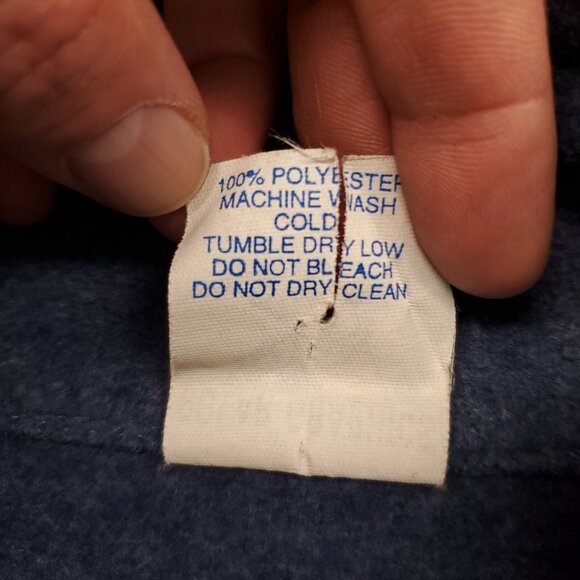 100% POLYESTER
MACHINE WASH
COLD
TUMBLE DRY LOW
DO NOT BLEACH
DO NOT DRY CLEAN